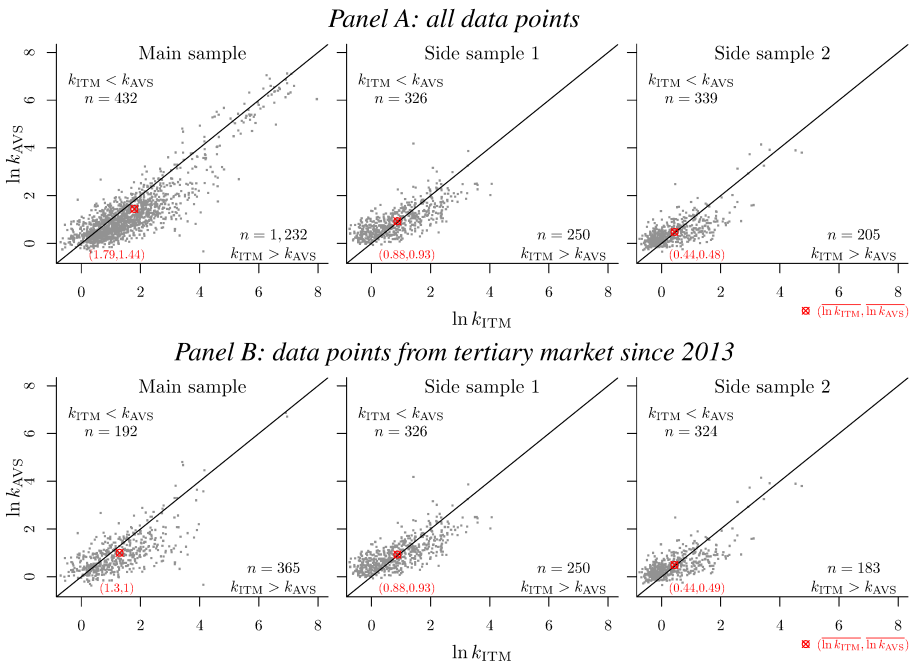 Panel A: all data points
Main sample
Side sample 1
Side sample 2
k_ITM < k_AVS
n = 432
k_ITM < k_AVS
n = 326
k_ITM < k_AVS
n = 339
n = 1,232
k_ITM > k_AVS
n = 250
k_ITM > k_AVS
n = 205
k_ITM > k_AVS
(1.79,1.44)
(0.88,0.93)
(0.44,0.48)
ln k_AVS
0 2 4 6 8
0 2 4 6 8
0 2 4 6 8
0 2 4 6 8
ln k_ITM
(ln k_ITM, ln k_AVS)
Panel B: data points from tertiary market since 2013
Main sample
Side sample 1
Side sample 2
k_ITM < k_AVS
n = 192
k_ITM < k_AVS
n = 326
k_ITM < k_AVS
n = 324
n = 365
k_ITM > k_AVS
n = 250
k_ITM > k_AVS
n = 183
k_ITM > k_AVS
(1.3,1)
(0.88,0.93)
(0.44,0.49)
ln k_AVS
0 2 4 6 8
0 2 4 6 8
0 2 4 6 8
0 2 4 6 8
ln k_ITM
(ln k_ITM, ln k_AVS)